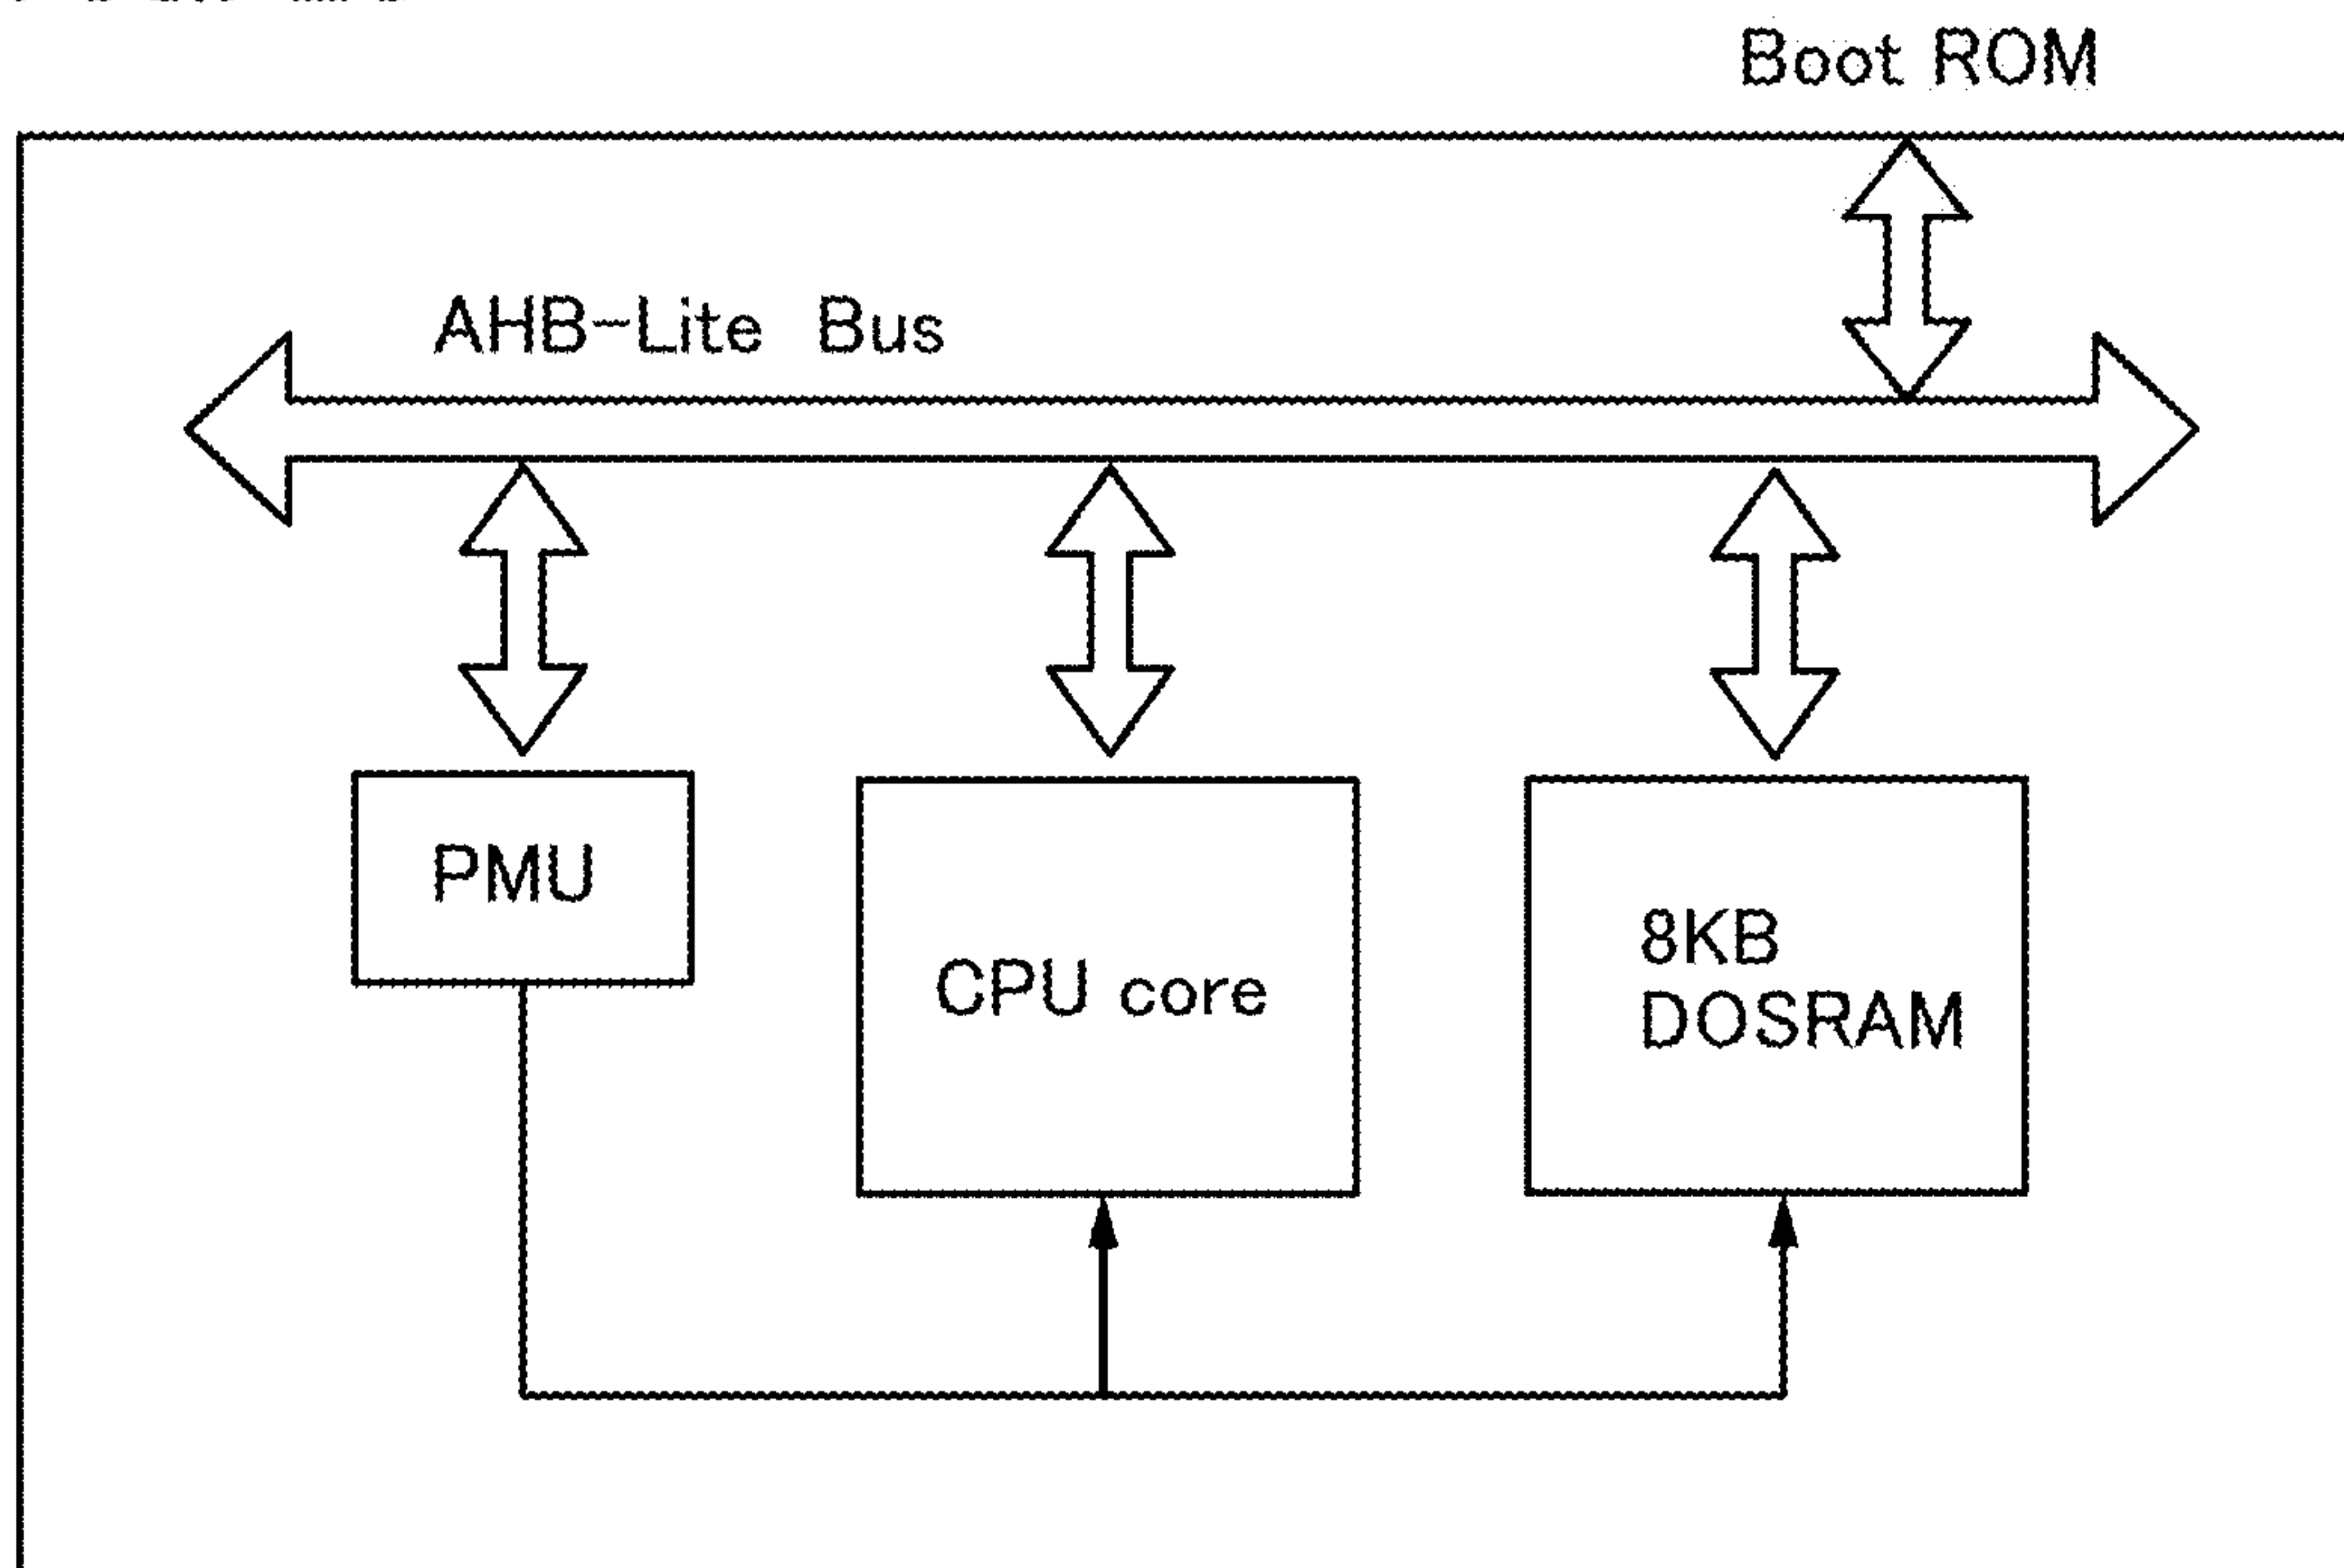 Boot ROM
AHB-Lite Bus
PMU
CPU core
8KB
DOSRAM